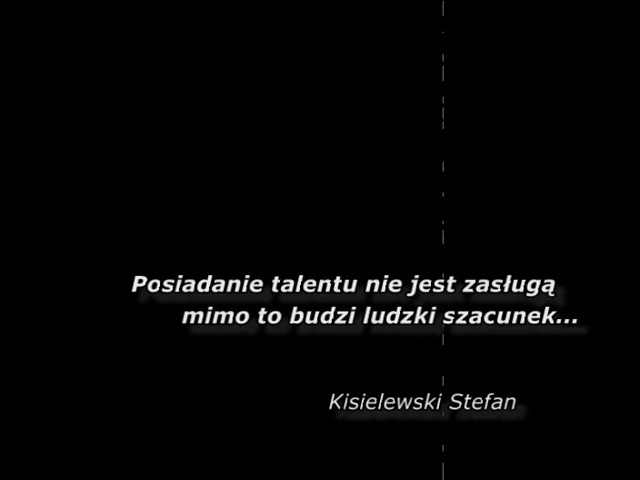 Posiadanie talentu nie jest zasługą
mimo to budzi ludzki szacunek...
Kisielewski Stefan